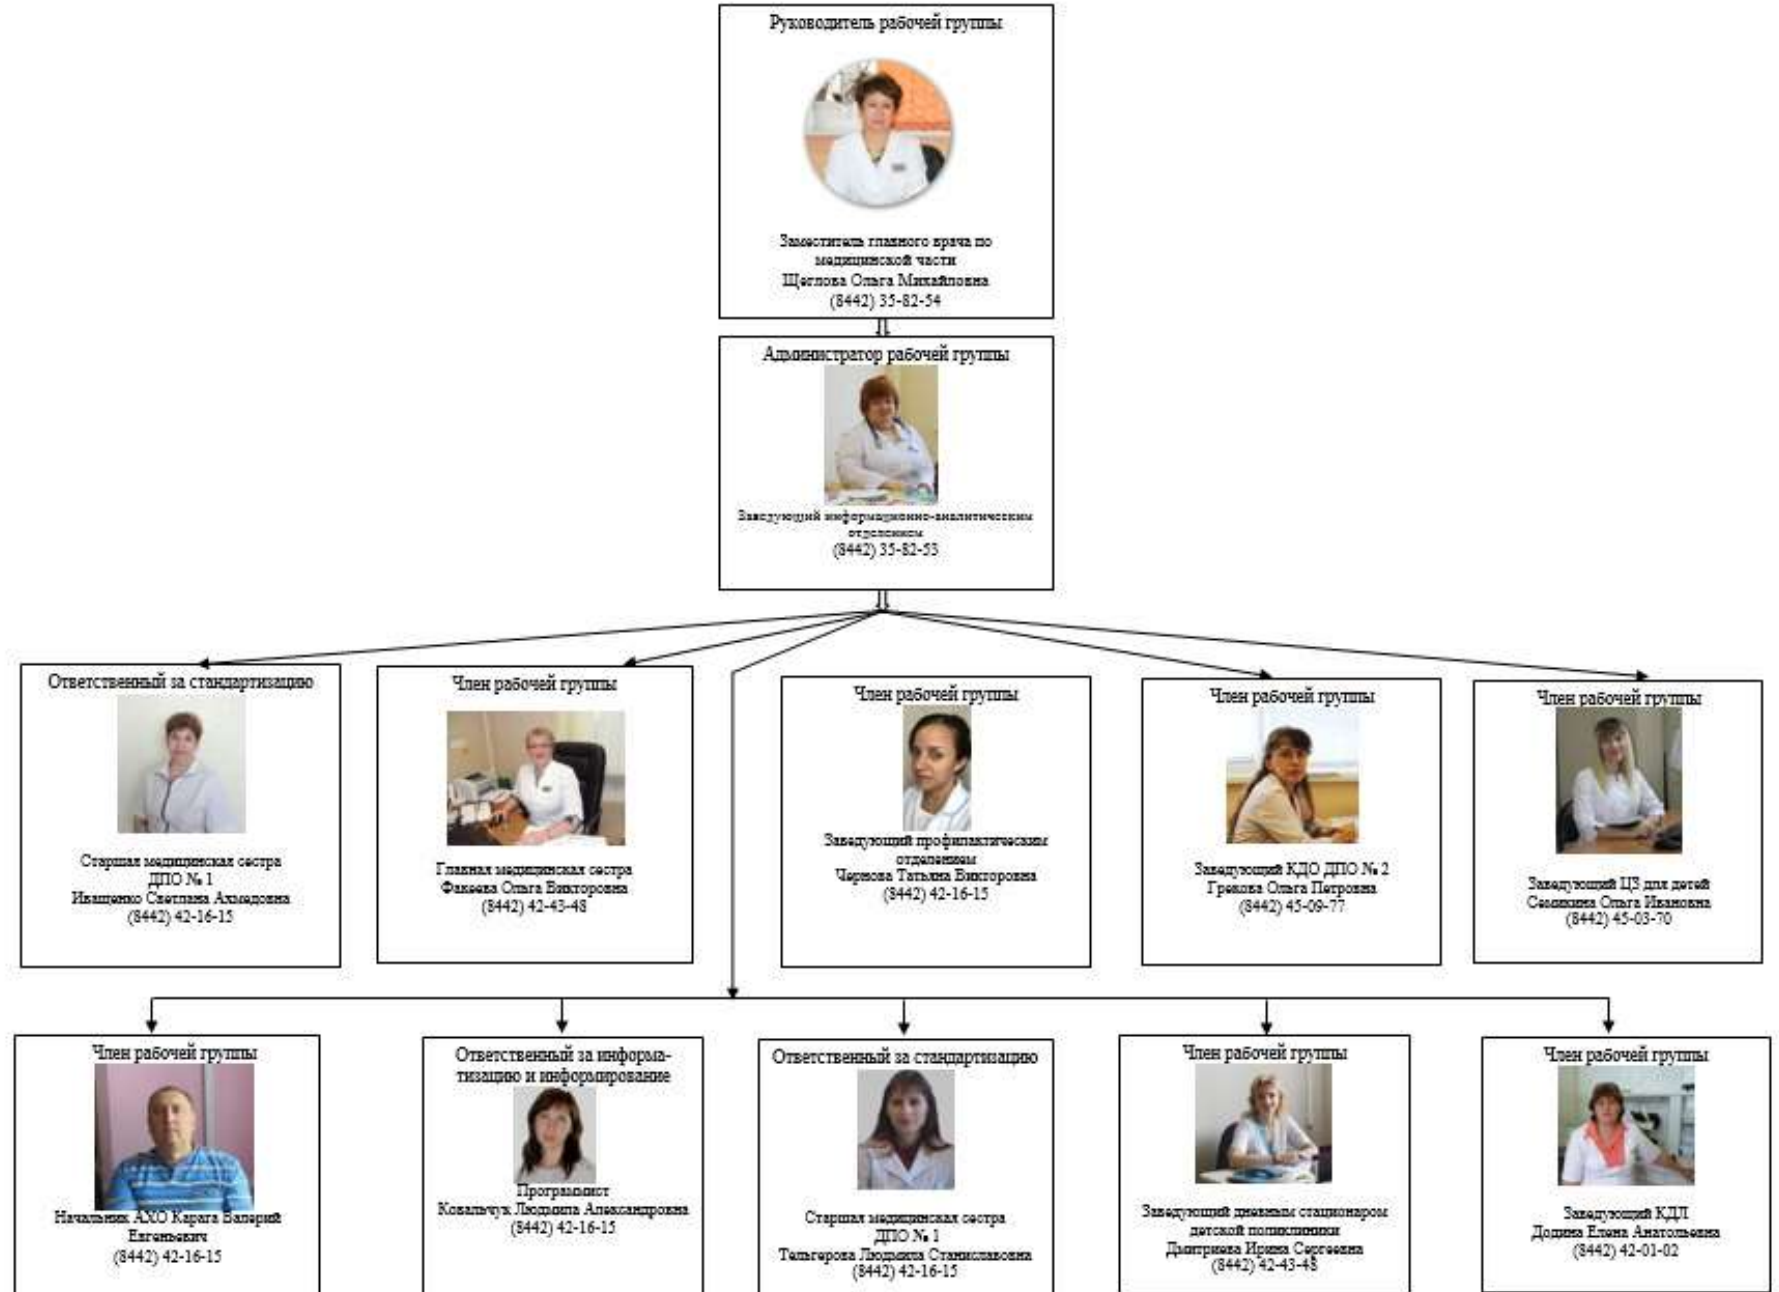 Руководитель рабочей группы
Заместитель главного врача по
медицинской части
Щеглова Ольга Михайловна
(8442) 35-82-54
Администратор рабочей группы
Заведующий информационно-аналитическим
отделением
(8442) 35-82-53
Ответственный за стандартизацию
Старшая медицинская сестра
ДПО № 1
Иващенко Светлана Ахмедовна
(8442) 42-16-15
Член рабочей группы
Главная медицинская сестра
Факеева Ольга Викторовна
(8442) 42-43-48
Член рабочей группы
Заведующий профилактическим
отделением
Чернова Татьяна Викторовна
(8442) 42-16-15
Член рабочей группы
Заведующий КДО ДПО № 2
Грекова Ольга Петровна
(8442) 45-09-77
Член рабочей группы
Заведующий ЦЗ для детей
Семикина Ольга Ивановна
(8442) 45-03-70
Член рабочей группы
Начальник АХО Карага Валерий
Евгеньевич
(8442) 42-16-15
Ответственный за информа-
тизацию и информирование
Программист
Ковальчук Людмила Александровна
(8442) 42-16-15
Ответственный за стандартизацию
Старшая медицинская сестра
ДПО № 1
Тельгерова Людмила Станиславовна
(8442) 42-16-15
Член рабочей группы
Заведующий дневным стационаром
детской поликлиники
Дмитриева Ирина Сергеевна
(8442) 42-43-48
Член рабочей группы
Заведующий КДЛ
Додина Елена Анатольевна
(8442) 42-01-02